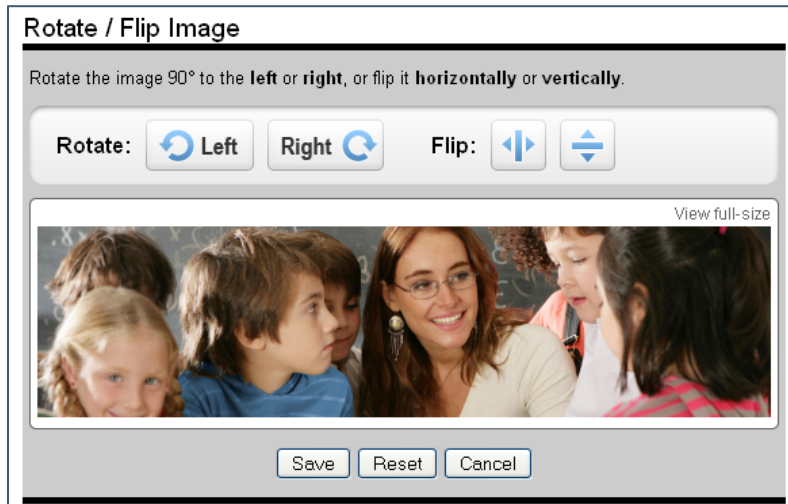 Rotate / Flip Image
Rotate the image 90° to the left or right, or flip it horizontally or vertically.
Rotate: Left Right Flip:
View full-size
Save Reset Cancel